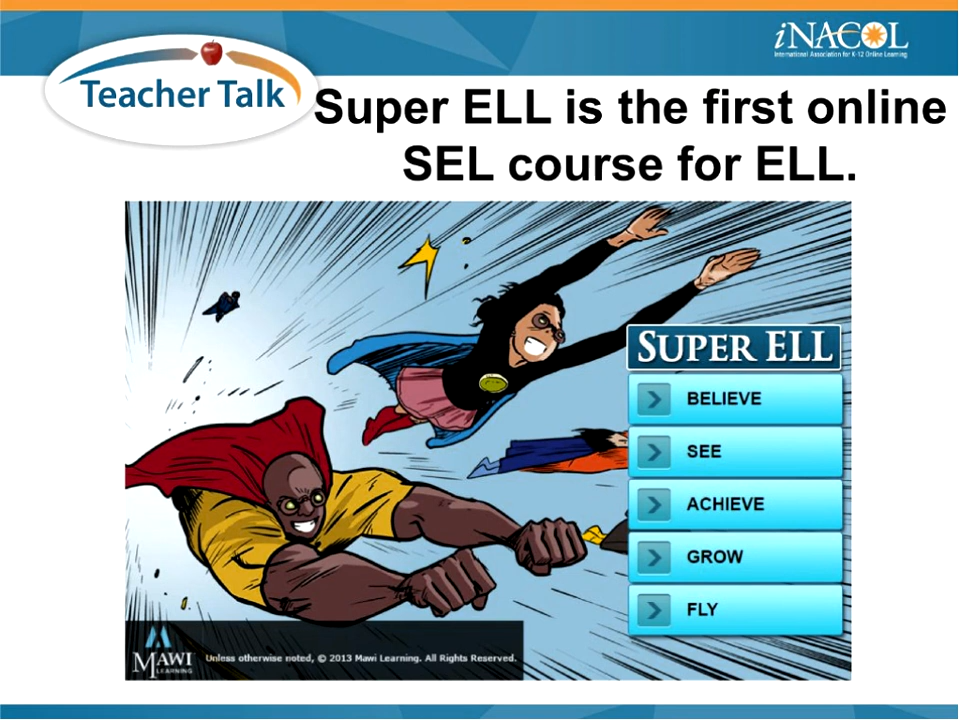 iNACOL
International Association for K-12 Online Learning
Teacher Talk
Super ELL is the first online
SEL course for ELL.
SUPER ELL
BELIEVE
SEE
ACHIEVE
GROW
FLY
MAWI
LEARNING
Unless otherwise noted, © 2013 Mawi Learning. All Rights Reserved.